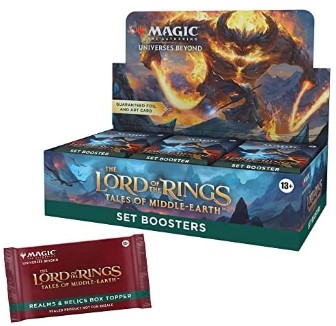 MAGIC
THE GATHERING
UNIVERSES BEYOND
GUARANTEED FOIL
AND ART CARD
THE
LORD OF THE RINGS
TALES OF MIDDLE-EARTH
13+
SET BOOSTERS
MAGIC
THE GATHERING
UNIVERSES BEYOND
THE
LORD OF THE RINGS
TALES OF MIDDLE-EARTH
REALMS & RELICS BOX TOPPER